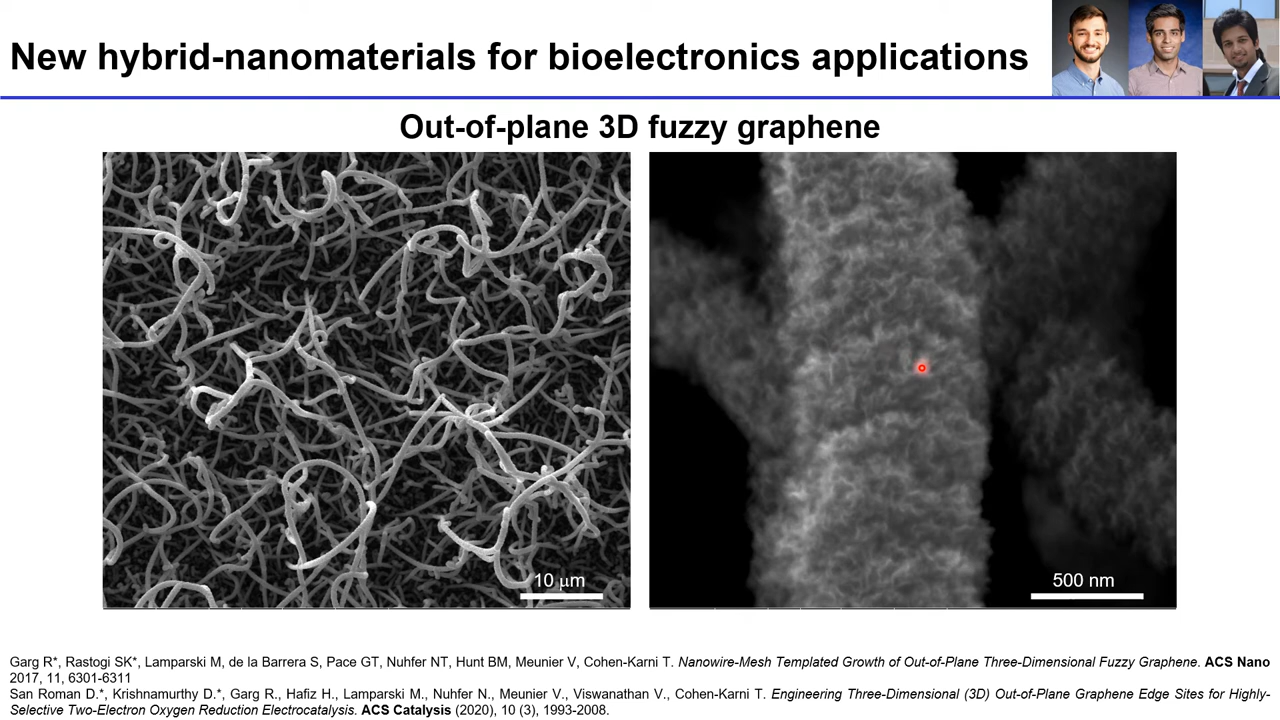 New hybrid-nanomaterials for bioelectronics applications
Out-of-plane 3D fuzzy graphene
10 μm
500 nm
Garg R*, Rastogi SK*, Lamparski M, de la Barrera S, Pace GT, Nuhfer NT, Hunt BM, Meunier V, Cohen-Karni T. Nanowire-Mesh Templated Growth of Out-of-Plane Three-Dimensional Fuzzy Graphene. ACS Nano
2017, 11, 6301-6311
San Roman D.*, Krishnamurthy D.*, Garg R., Hafiz H., Lamparski M., Nuhfer N., Meunier V., Viswanathan V., Cohen-Karni T. Engineering Three-Dimensional (3D) Out-of-Plane Graphene Edge Sites for Highly-
Selective Two-Electron Oxygen Reduction Electrocatalysis. ACS Catalysis (2020), 10 (3), 1993-2008.